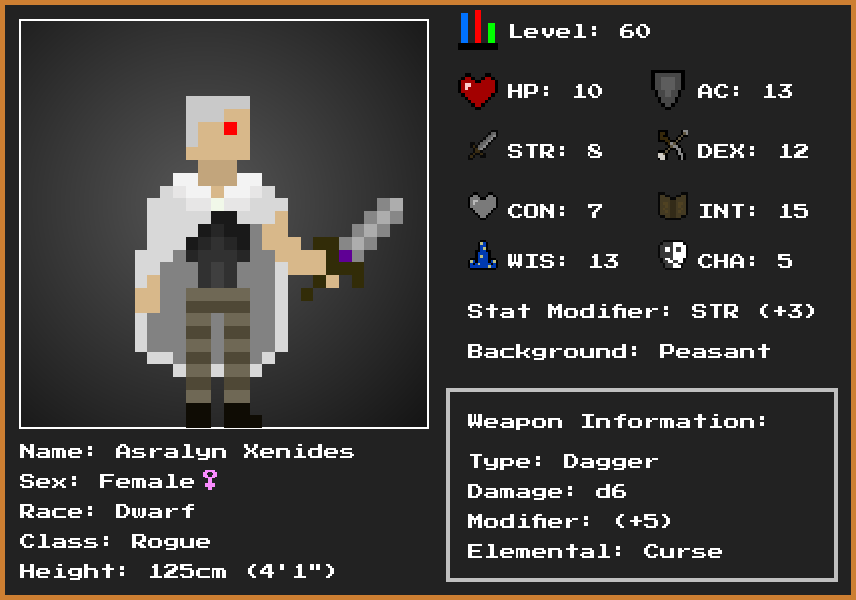 Level: 60
HP: 10 AC: 13
STR: 8 DEX: 12
CON: 7 INT: 15
WIS: 13 CHA: 5
Stat Modifier: STR (+3)
Background: Peasant
Weapon Information:
Type: Dagger
Damage: d6
Modifier: (+5)
Elemental: Curse
Name: Asralyn Xenides
Sex: Female♀
Race: Dwarf
Class: Rogue
Height: 125cm (4'1")